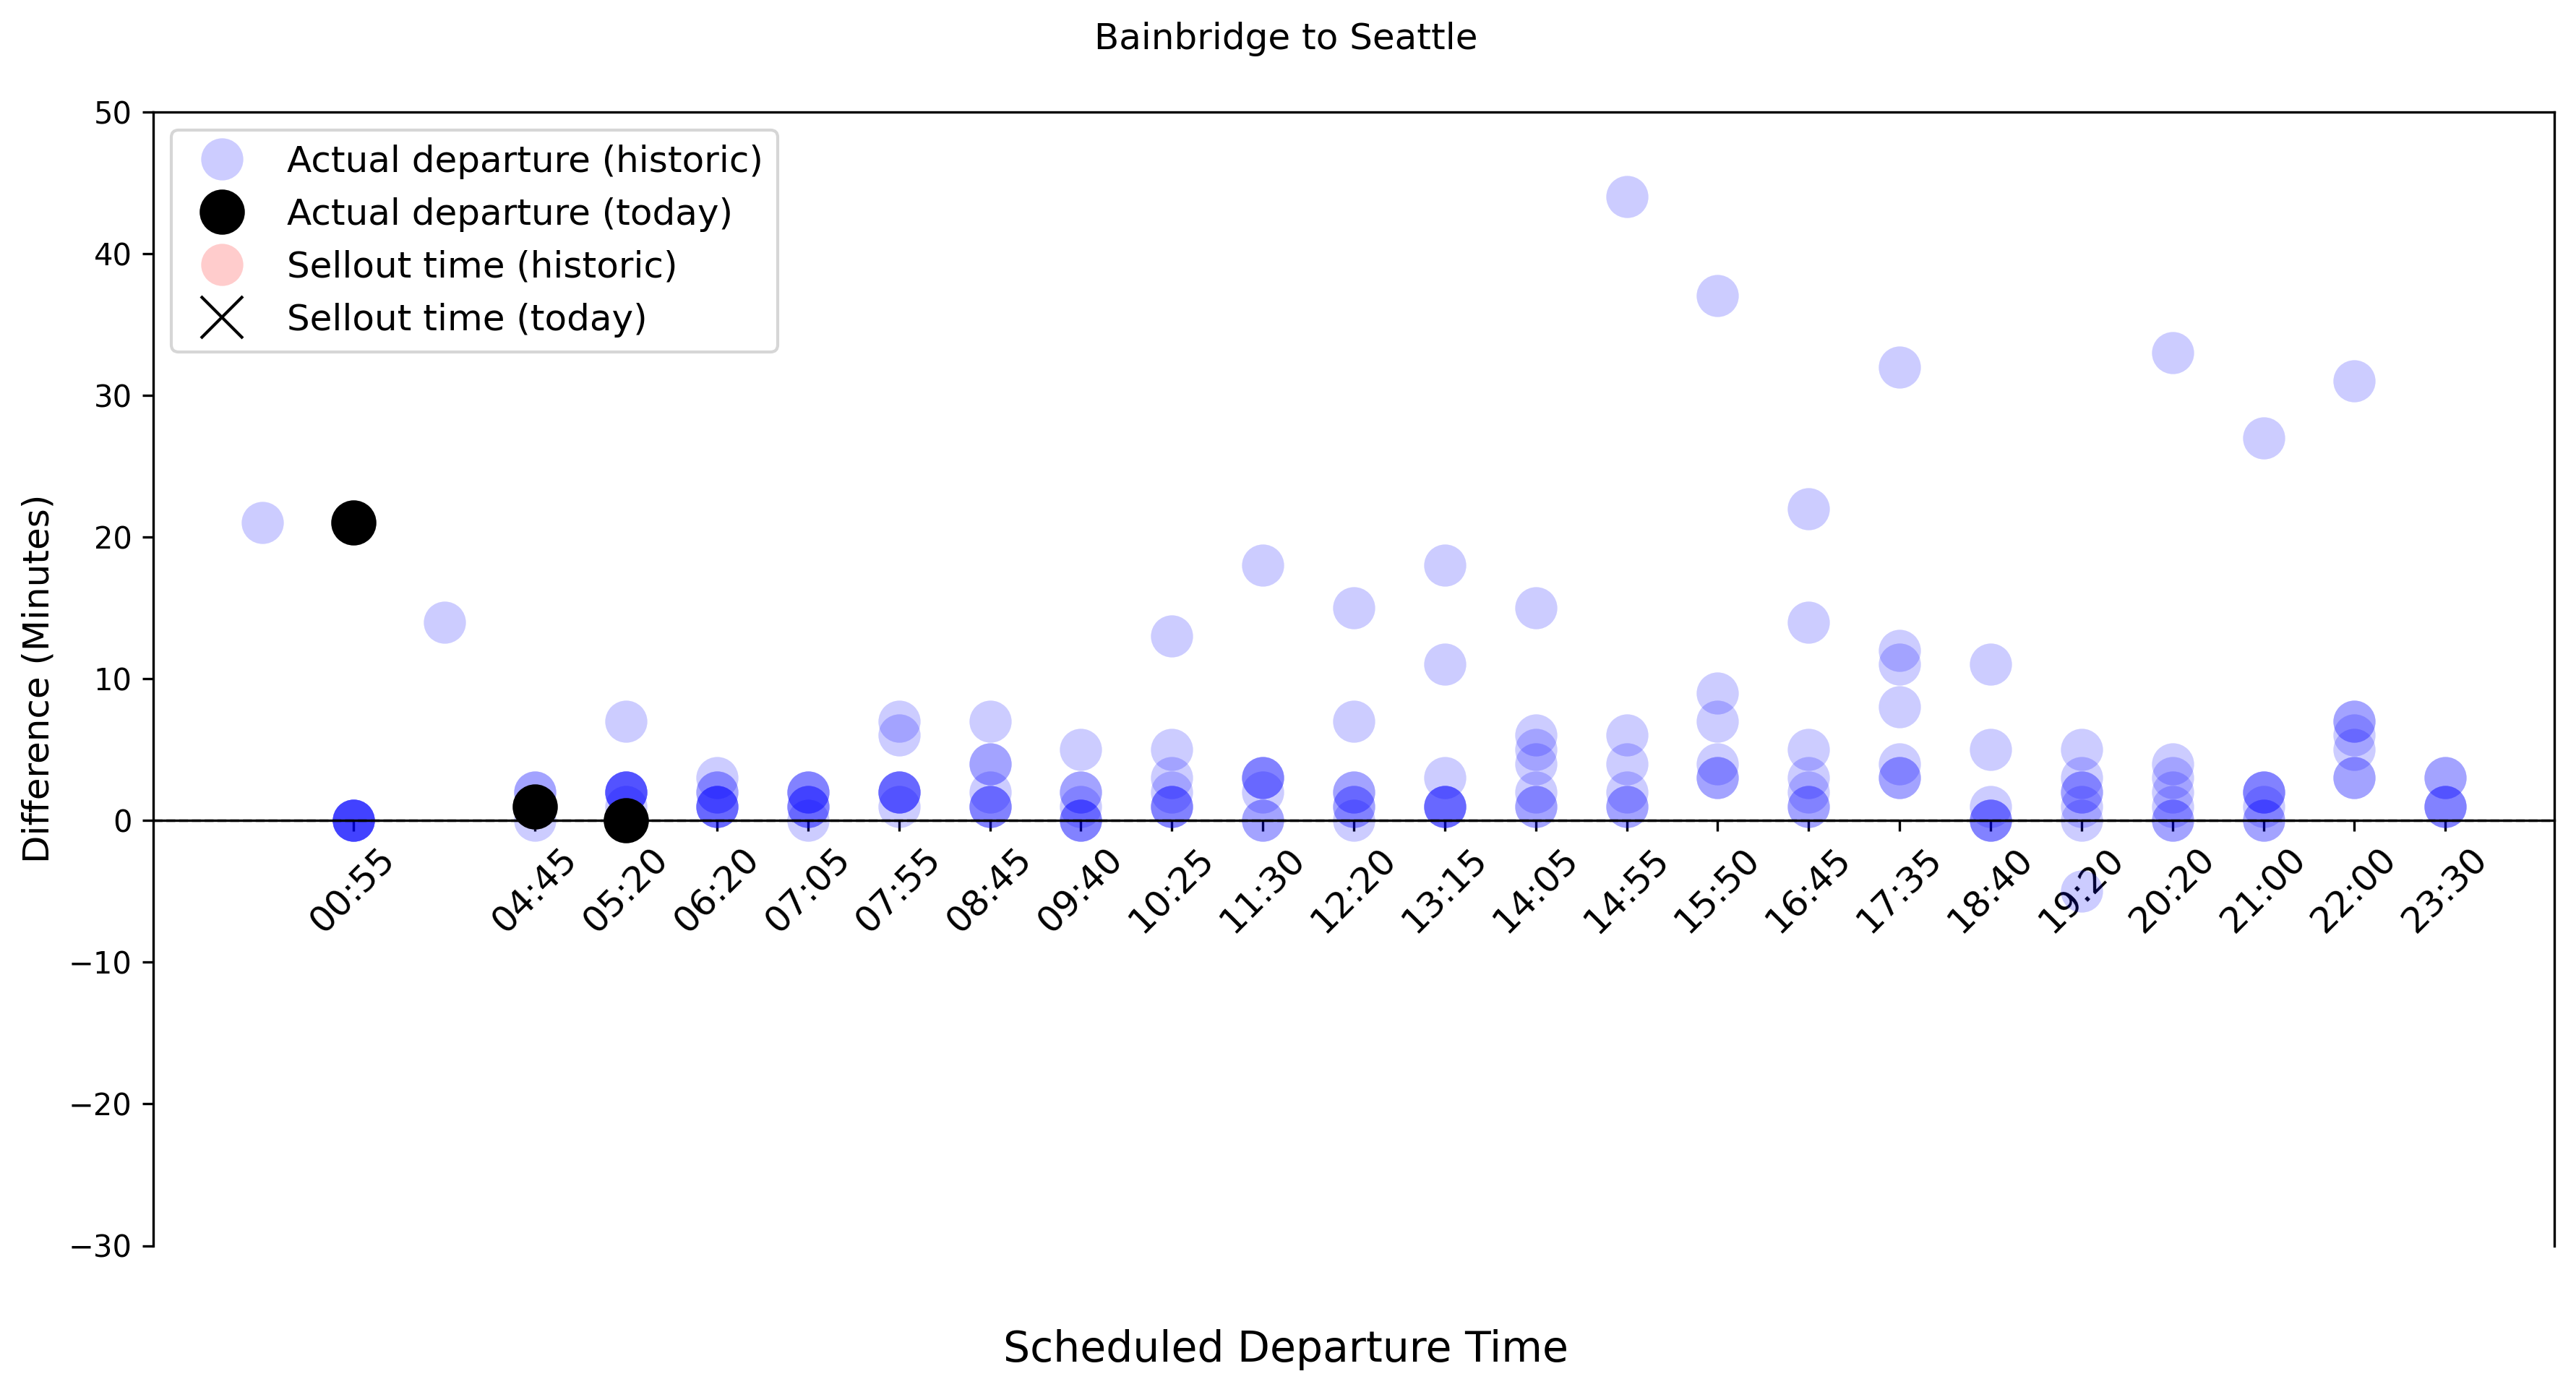 Bainbridge to Seattle
Actual departure (historic)
Actual departure (today)
Sellout time (historic)
Sellout time (today)
Difference (Minutes)
50
40
30
20
10
0
−10
−20
−30
00:55 04:45 05:20 06:20 07:05 07:55 08:45 09:40 10:25 11:30 12:20 13:15 14:05 14:55 15:50 16:45 17:35 18:40 19:20 20:20 21:00 22:00 23:30
Scheduled Departure Time